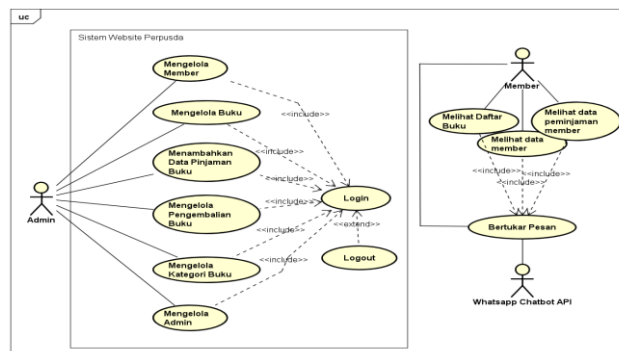 uc
Sistem Website Perpusda
Mengelola
Member
Mengelola Buku
Menambahkan
Data Pinjaman
Buku
Mengelola
Pengembalian
Buku
Mengelola
Kategori Buku
Mengelola
Admin
Admin
<<include>>
<<include>>
<<include>>
<<include>>
<<include>>
<<include>>
Login
<<extend>>
Logout
Member
Melihat Daftar
Buku
Melihat data
member
Melihat data
peminjaman
member
<<include>>
<<include>>
<<include>>
Bertukar Pesan
Whatsapp Chatbot API